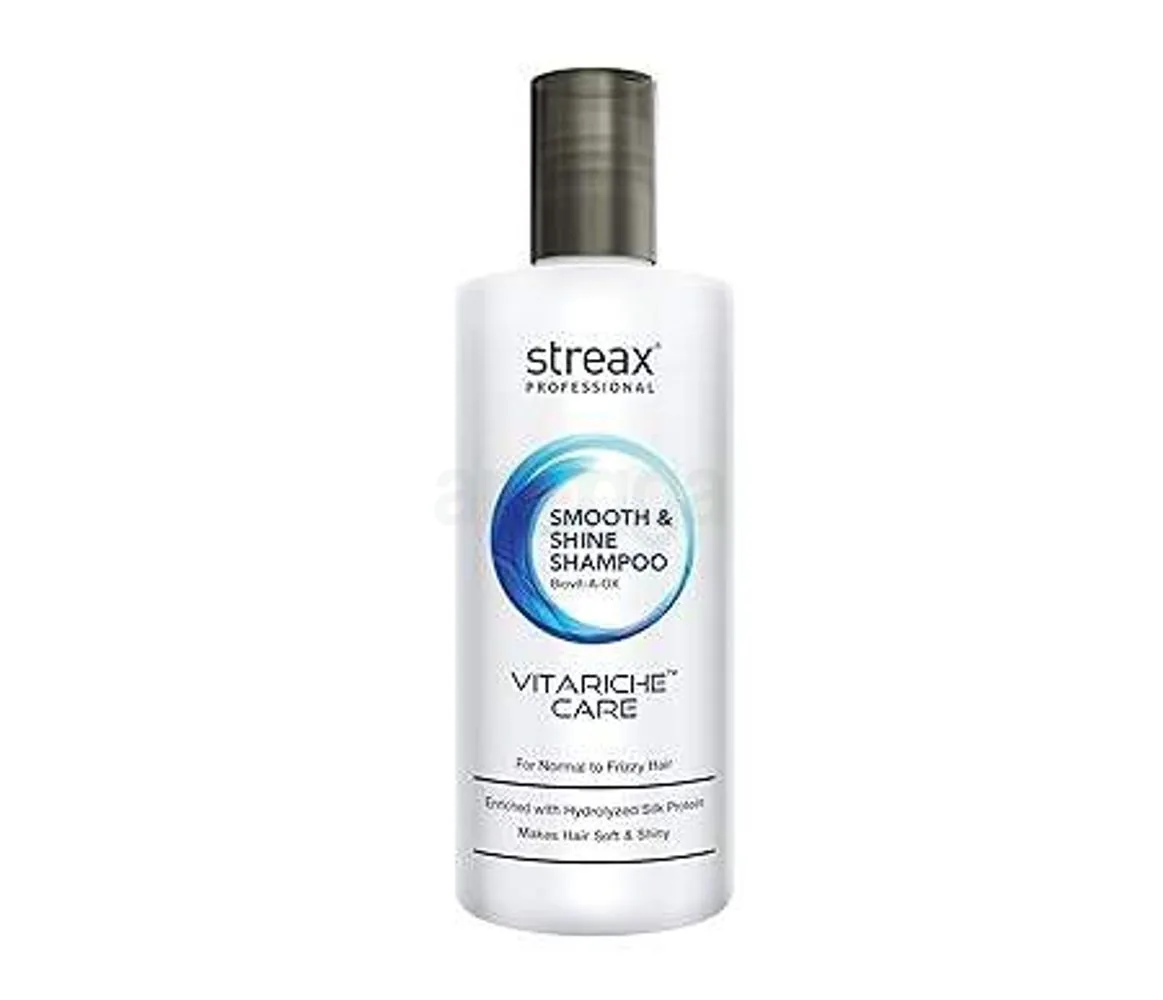 streax®
PROFESSIONAL
SMOOTH &
SHINE
SHAMPOO
VITARICHE™
CARE
For Normal to Frizzy Hair
Enriched with Hydrolyzed Silk Protein
Makes Hair Soft & Shiny